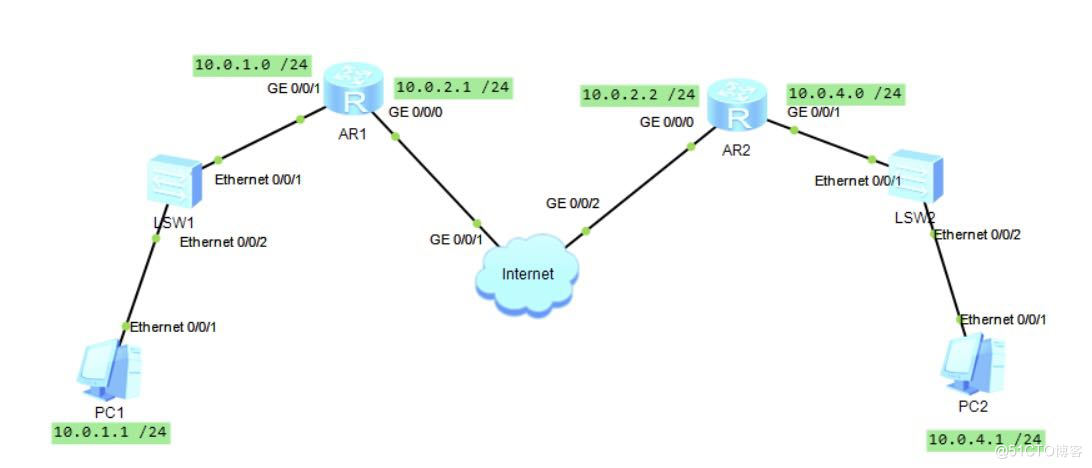 10.0.1.0 /24
GE 0/0/1
R
AR1
10.0.2.1 /24
GE 0/0/0
10.0.2.2 /24
GE 0/0/0
R
AR2
10.0.4.0 /24
GE 0/0/1
Ethernet 0/0/1
LSW1
Ethernet 0/0/2
Ethernet 0/0/1
LSW2
Ethernet 0/0/2
GE 0/0/1
GE 0/0/2
Internet
Ethernet 0/0/1
PC1
10.0.1.1 /24
Ethernet 0/0/1
PC2
10.0.4.1 /24
@51CTO博客